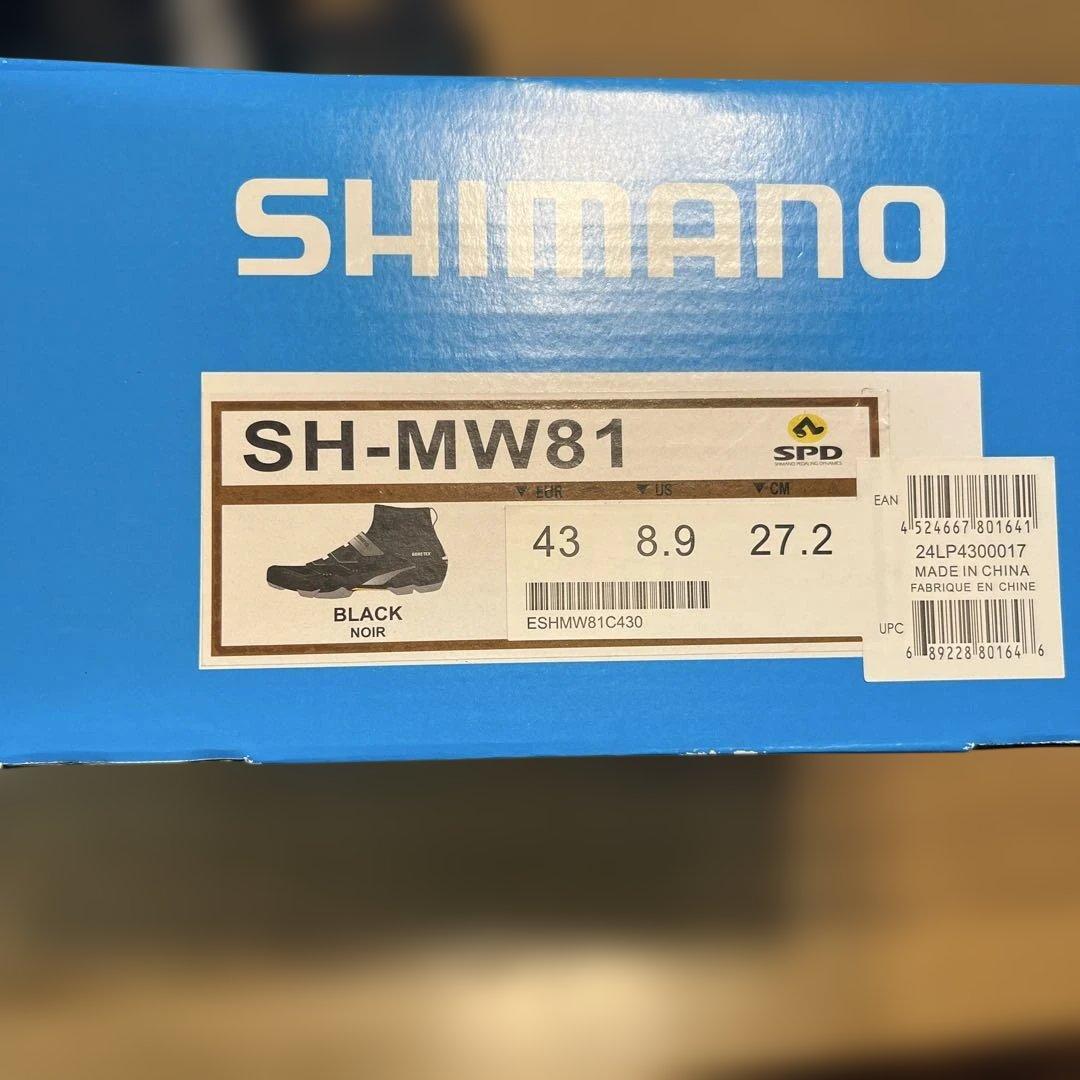 SHIMANO
SH-MW81
SPD
SHIMANO PEDALING DYNAMICS
EUR US CM
43 8.9 27.2
GORE-TEX
BLACK
NOIR
ESHMW81C430
EAN
4 524667 801641
24LP4300017
MADE IN CHINA
FABRIQUE EN CHINE
UPC
6 89228 80164 6